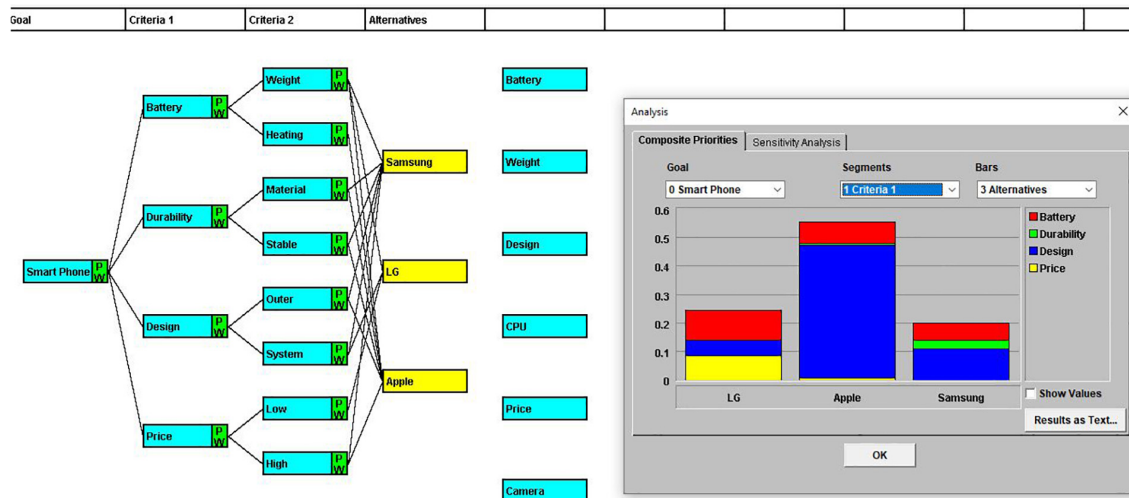 Goal Criteria 1 Criteria 2 Alternatives
Smart Phone P W
Battery P W
Durability P W
Design P W
Price P W
Weight P W
Heating P W
Material P W
Stable P W
Outer P W
System P W
Low P W
High P W
Samsung
LG
Apple
Battery
Weight
Design
CPU
Price
Camera
Analysis
Composite Priorities Sensitivity Analysis
Goal Segments Bars
0 Smart Phone 1 Criteria 1 3 Alternatives
0.6
0.5
0.4
0.3
0.2
0.1
0
LG Apple Samsung
Battery
Durability
Design
Price
Show Values
Results as Text...
OK